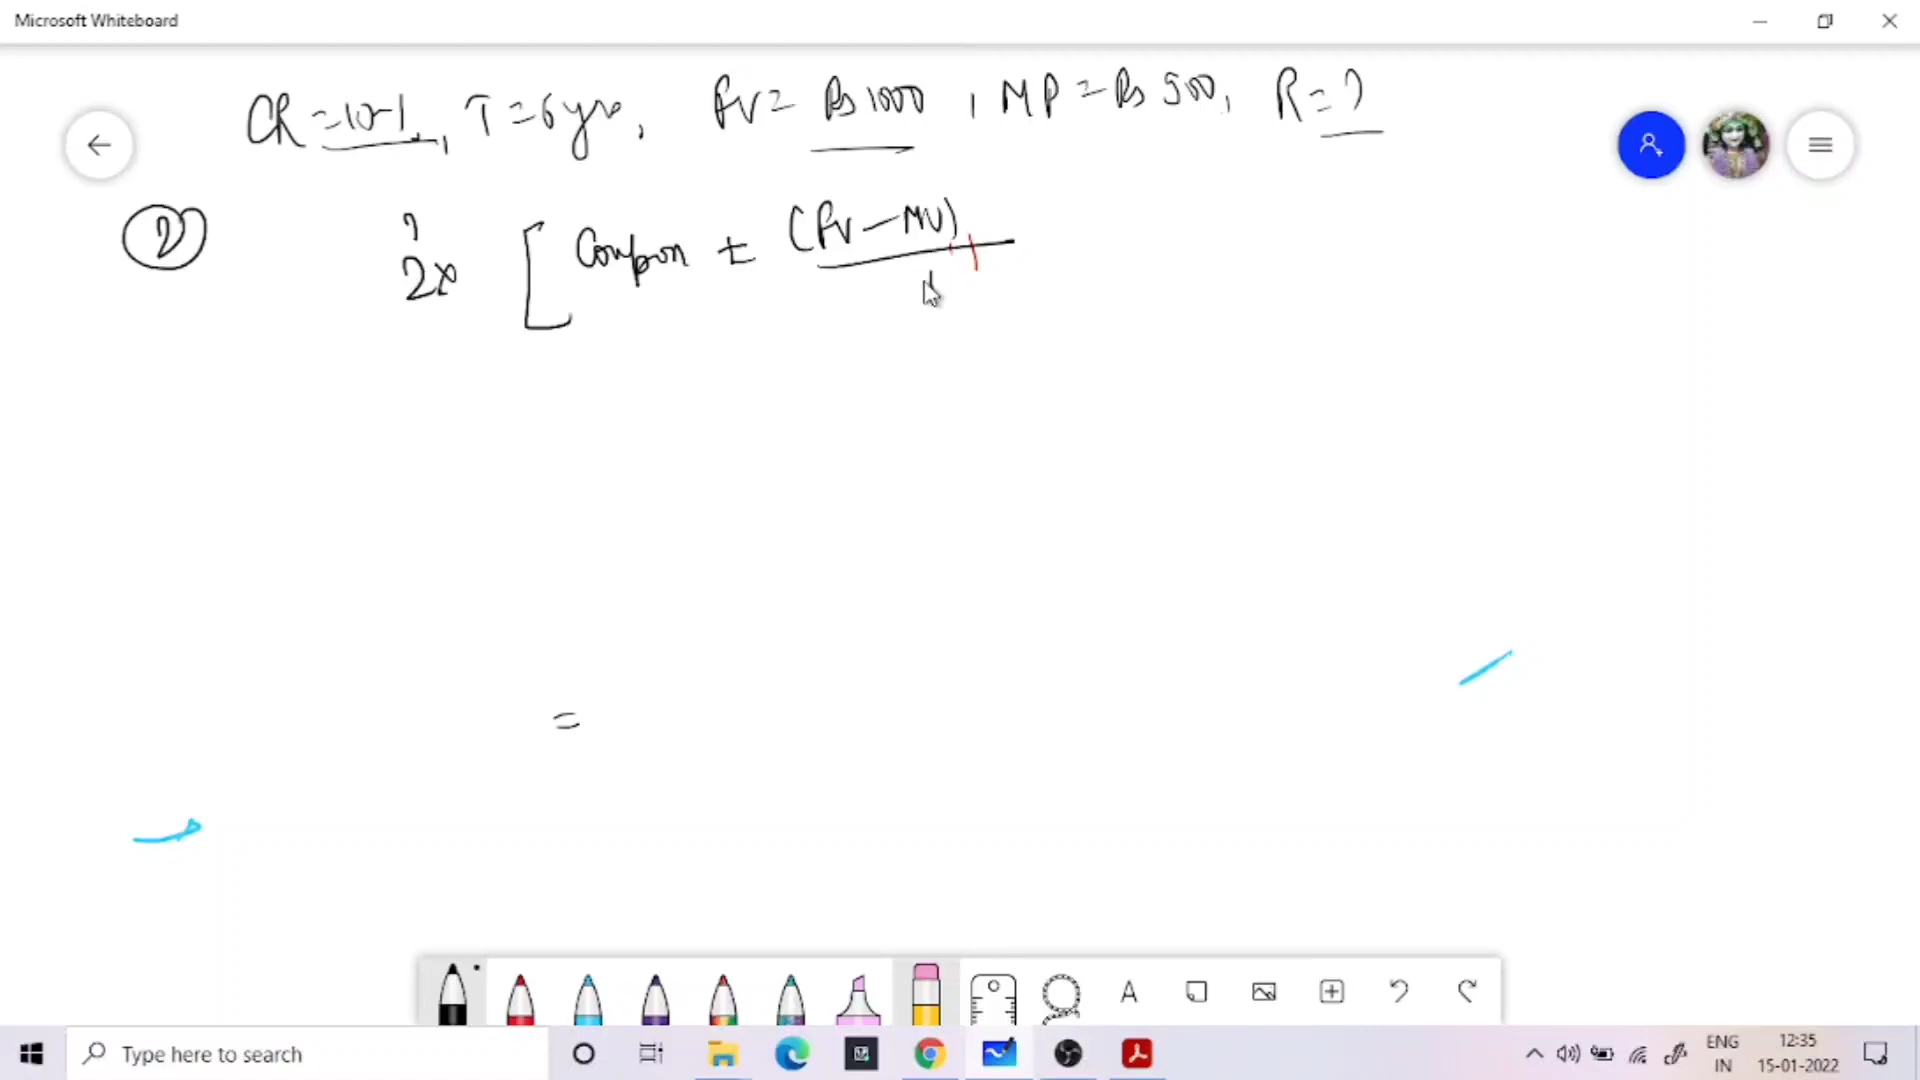 Microsoft Whiteboard
CR = 10-1., T = 6 yrs, FV = Rs 1000, MP = Rs 500, R = ?
2 ? [ Coupon ± (FV - MV)
2x
=
A
Type here to search
ENG
IN
12:35
15-01-2022